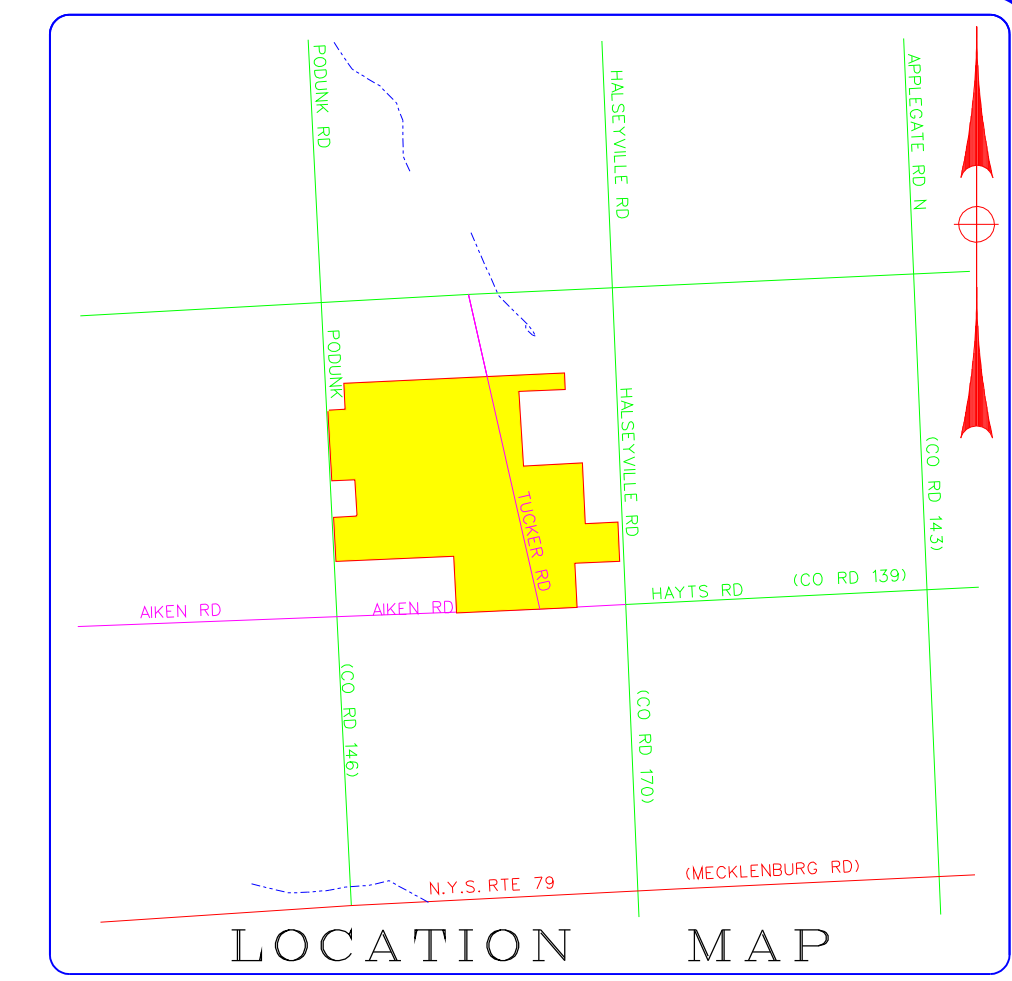 PODUNK RD
HALSEYVILLE RD
APPLEGATE RD N
PODUNK
HALSEYVILLE RD
(CO RD 143)
TUCKER RD
(CO RD 139)
HAYTS RD
AIKEN RD
AIKEN RD
(CO RD 146)
(CO RD 170)
(MECKLENBURG RD)
N.Y.S. RTE 79
LOCATION MAP